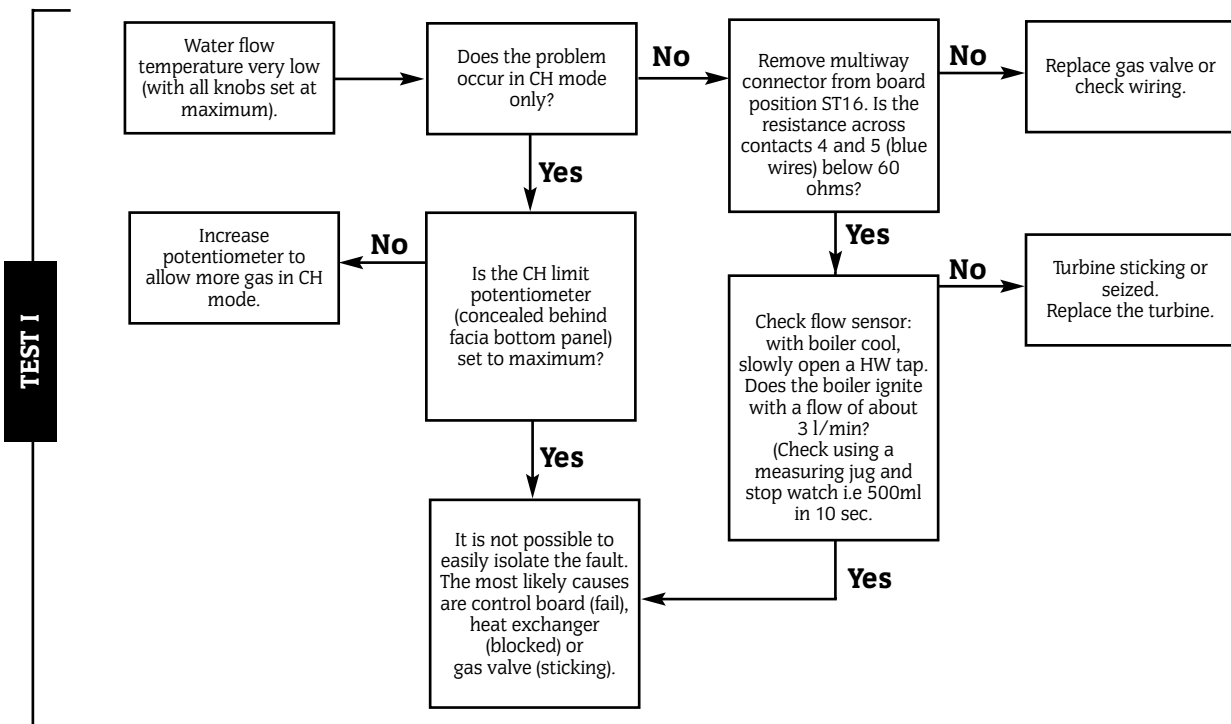 TEST I
Water flow
temperature very low
(with all knobs set at
maximum).
Does the problem
occur in CH mode
only?
No
Remove multiway
connector from board
position ST16. Is the
resistance across
contacts 4 and 5 (blue
wires) below 60
ohms?
No
Replace gas valve or
check wiring.
Yes
Yes
Increase
potentiometer to
allow more gas in CH
mode.
No
Is the CH limit
potentiometer
(concealed behind
facia bottom panel)
set to maximum?
Check flow sensor:
with boiler cool,
slowly open a HW tap.
Does the boiler ignite
with a flow of about
3 l/min?
(Check using a
measuring jug and
stop watch i.e 500ml
in 10 sec.
No
Turbine sticking or
seized.
Replace the turbine.
Yes
It is not possible to
easily isolate the fault.
The most likely causes
are control board (fail),
heat exchanger
(blocked) or
gas valve (sticking).
Yes